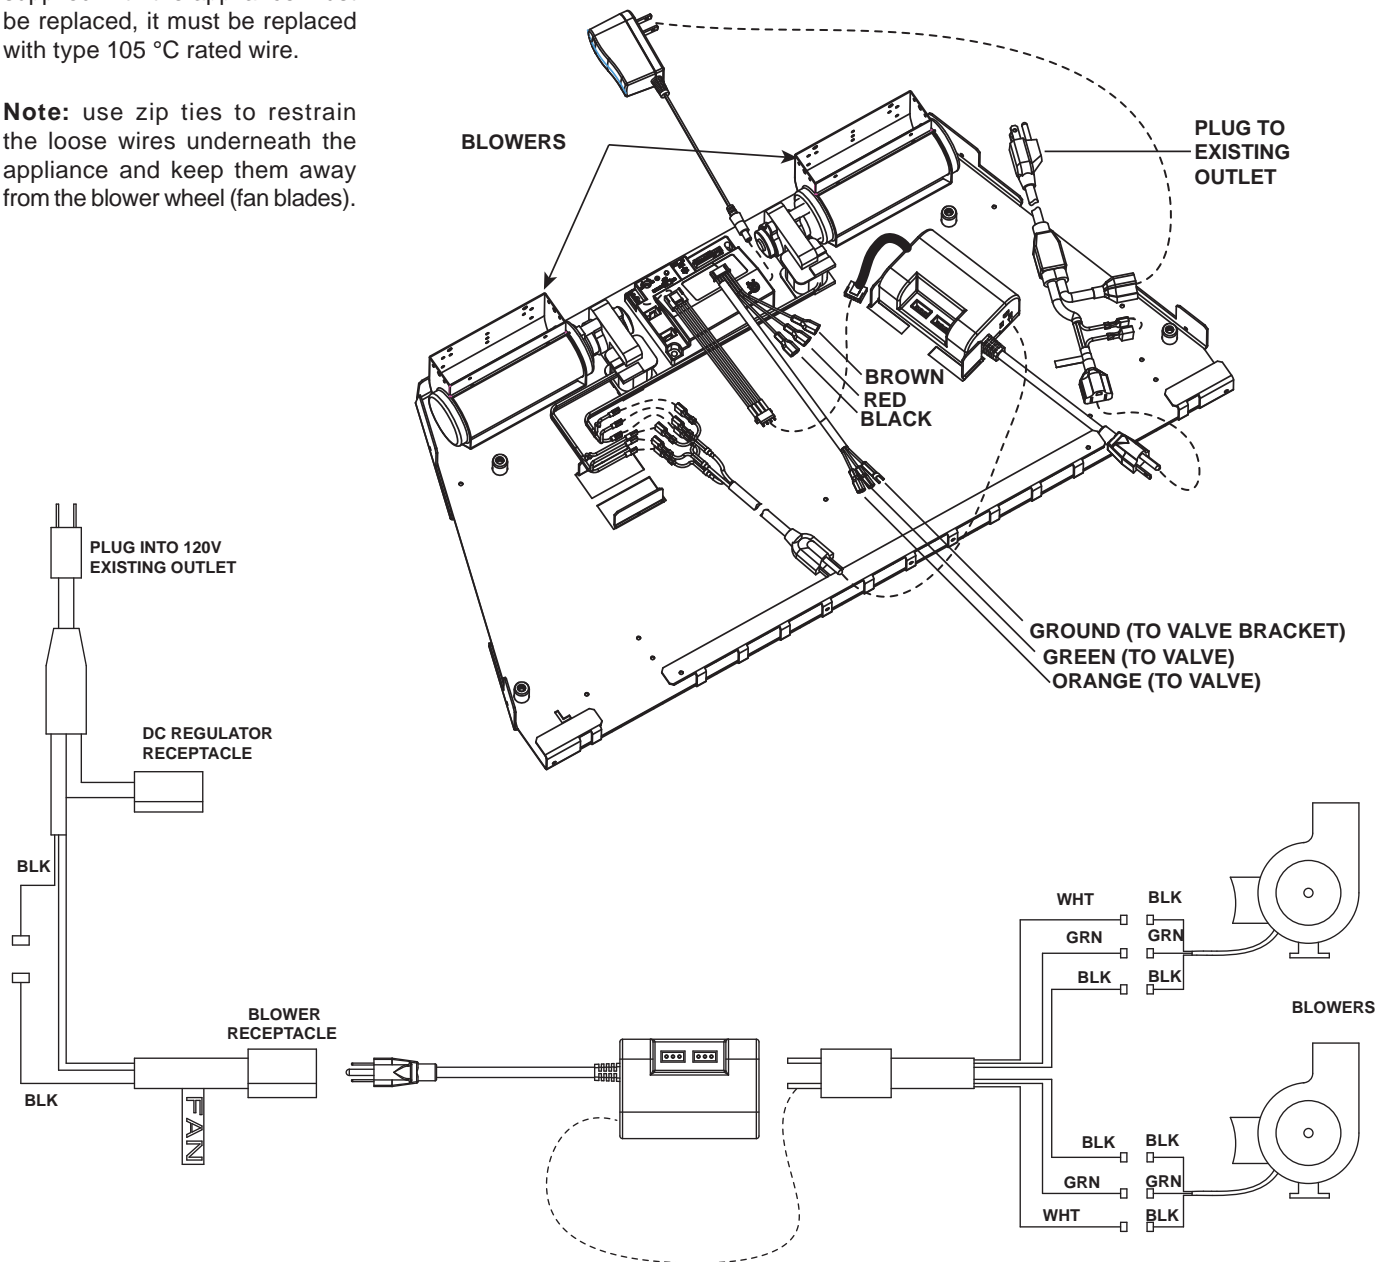 be replaced, it must be replaced
with type 105 °C rated wire.
Note: use zip ties to restrain
the loose wires underneath the
appliance and keep them away
from the blower wheel (fan blades).
BLOWERS
PLUG TO
EXISTING
OUTLET
BROWN
RED
BLACK
GROUND (TO VALVE BRACKET)
GREEN (TO VALVE)
ORANGE (TO VALVE)
PLUG INTO 120V
EXISTING OUTLET
DC REGULATOR
RECEPTACLE
BLK
BLK
FAN
BLOWER
RECEPTACLE
WHT BLK
GRN GRN
BLK BLK
BLOWERS
BLK BLK
GRN GRN
WHT BLK